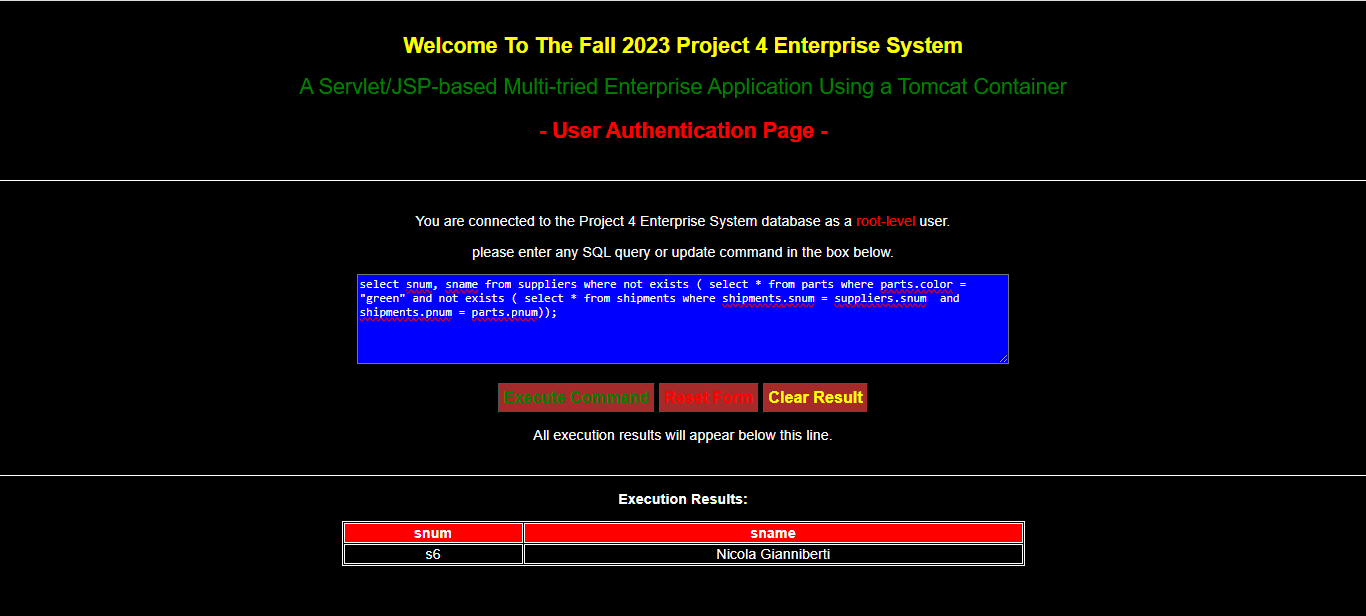 Welcome To The Fall 2023 Project 4 Enterprise System
A Servlet/JSP-based Multi-tried Enterprise Application Using a Tomcat Container
- User Authentication Page -
You are connected to the Project 4 Enterprise System database as a root-level user.
please enter any SQL query or update command in the box below.
select snum, sname from suppliers where not exists ( select * from parts where parts.color =
"green" and not exists ( select * from shipments where shipments.snum = suppliers.snum  and
shipments.pnum = parts.pnum));
Execute Command Reset Form Clear Result
All execution results will appear below this line.
Execution Results:
snum sname
s6 Nicola Gianniberti